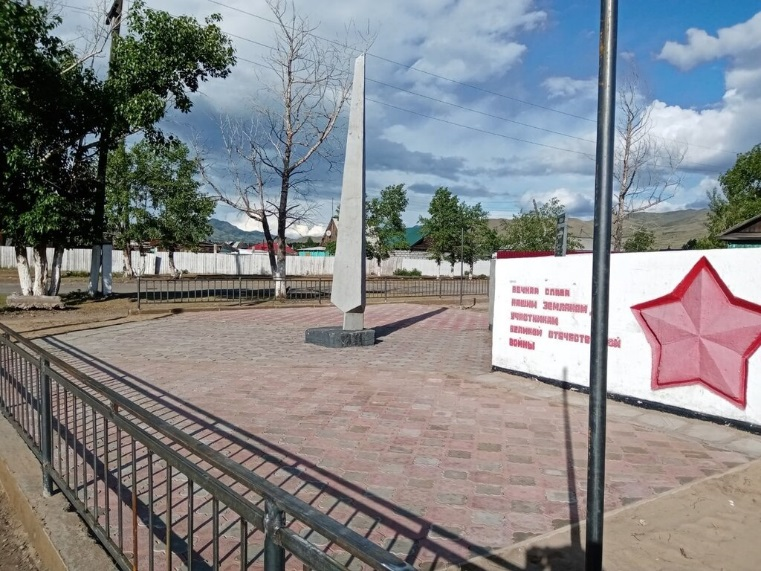 ВЕЧНАЯ СЛАВА
НАШИМ ЗЕМЛЯКАМ,
УЧАСТНИКАМ
ВЕЛИКОЙ ОТЕЧЕСТВЕННОЙ
ВОЙНЫ